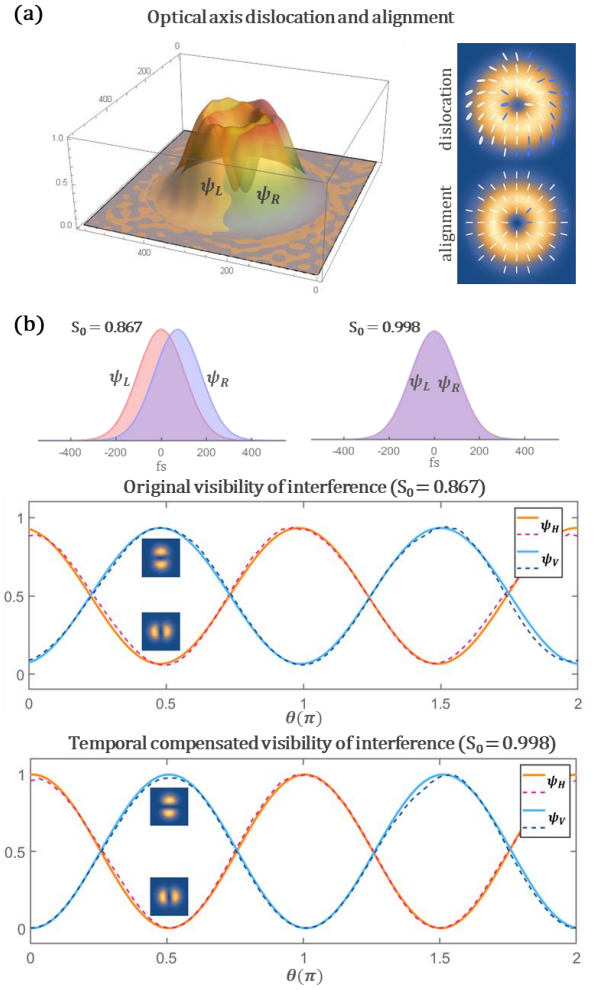 (a) Optical axis dislocation and alignment
0
200
400
1.0
0.5
0.0
400
200
0
ψL ψR
dislocation
alignment
(b)
S₀ = 0.867
ψL ψR
-400 -200 0 200 400
fs
S₀ = 0.998
ψL ψR
-400 -200 0 200 400
fs
Original visibility of interference (S₀ = 0.867)
1
0.5
0
ψH
ψV
0 0.5 1 1.5 2
θ(π)
Temporal compensated visibility of interference (S₀ = 0.998)
1
0.5
0
ψH
ψV
0 0.5 1 1.5 2
θ(π)